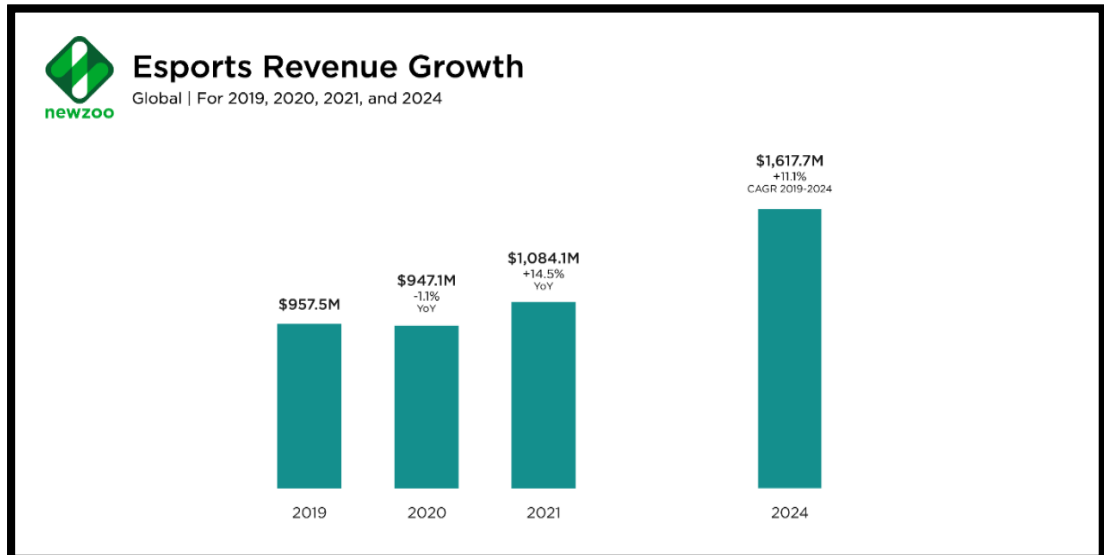 Esports Revenue Growth
Global | For 2019, 2020, 2021, and 2024
newzoo
$957.5M
$947.1M
-1.1%
YoY
$1,084.1M
+14.5%
YoY
$1,617.7M
+11.1%
CAGR 2019-2024
2019
2020
2021
2024